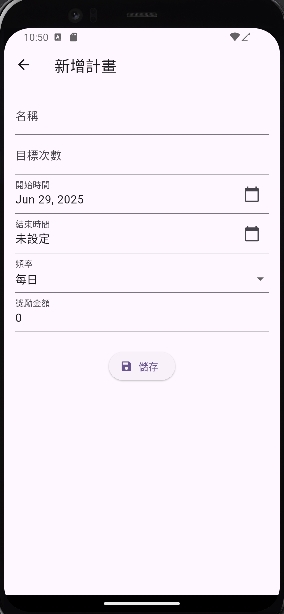 10:50
新增計畫
名稱
目標次數
開始時間
Jun 29, 2025
結束時間
未設定
頻率
每日
獎勵金額
0
儲存